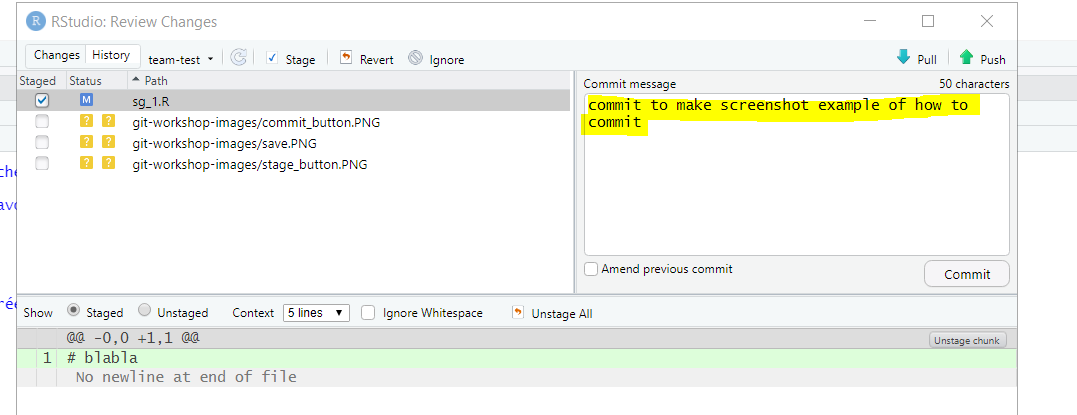 R RStudio: Review Changes
Changes History team-test Stage Revert Ignore Pull Push
Staged Status Path
M sg_1.R
? ? git-workshop-images/commit_button.PNG
? ? git-workshop-images/save.PNG
? ? git-workshop-images/stage_button.PNG
Commit message 50 characters
commit to make screenshot example of how to
commit
Amend previous commit
Commit
Show Staged Unstaged Context 5 lines Ignore Whitespace Unstage All
@@ -0,0 +1,1 @@ Unstage chunk
1 # blabla
No newline at end of file